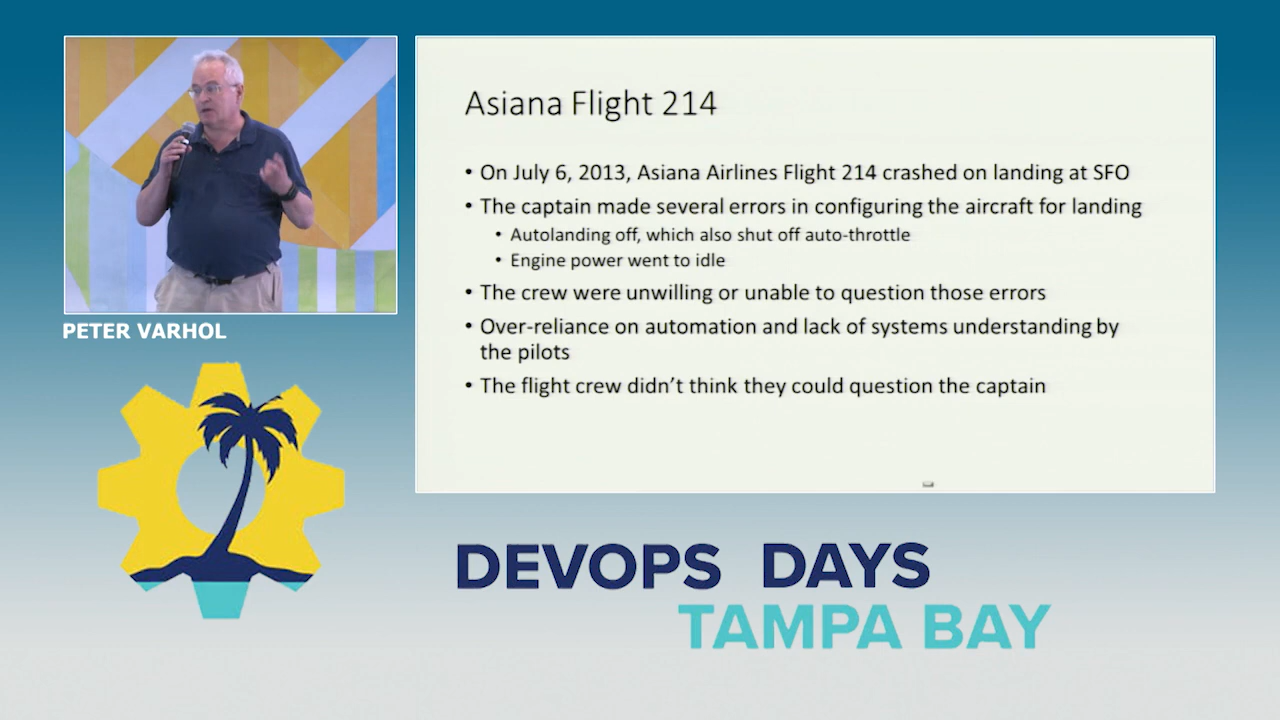 PETER VARHOL
Asiana Flight 214
• On July 6, 2013, Asiana Airlines Flight 214 crashed on landing at SFO
• The captain made several errors in configuring the aircraft for landing
• Autolanding off, which also shut off auto-throttle
• Engine power went to idle
• The crew were unwilling or unable to question those errors
• Over-reliance on automation and lack of systems understanding by
the pilots
• The flight crew didn't think they could question the captain
DEVOPS DAYS
TAMPA BAY